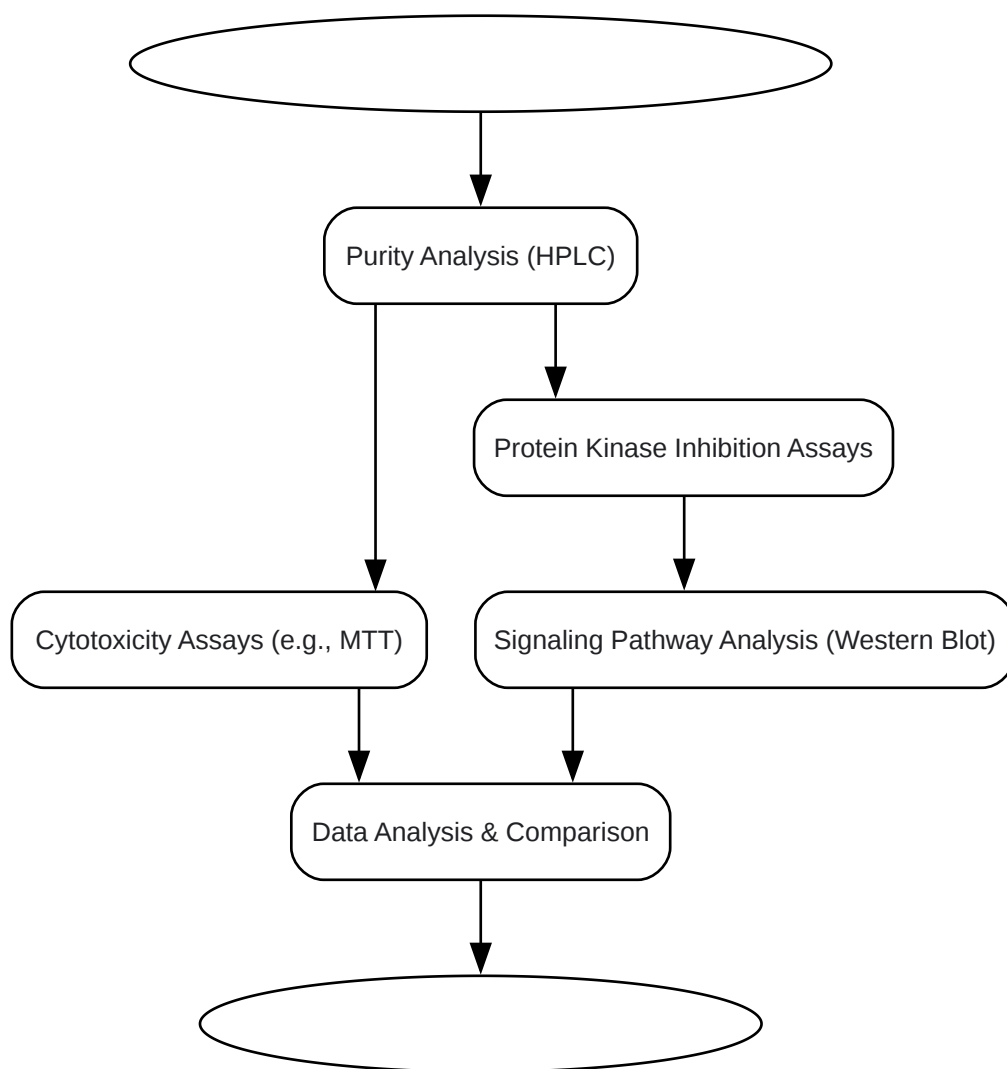 Purity Analysis (HPLC)
Protein Kinase Inhibition Assays
Cytotoxicity Assays (e.g., MTT)
Signaling Pathway Analysis (Western Blot)
Data Analysis & Comparison